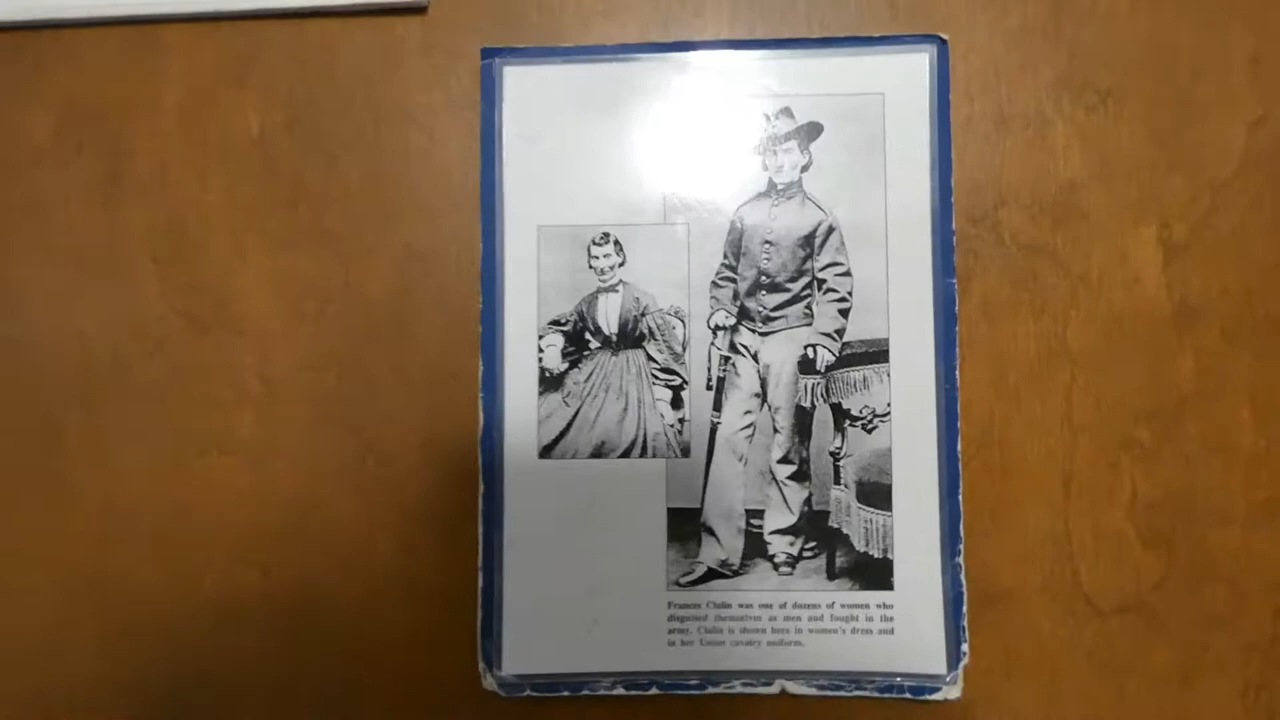 Frances Clalin was one of dozens of women who
disguised themselves as men and fought in the
army. Clalin is shown here in women's dress and
in her Union cavalry uniform.